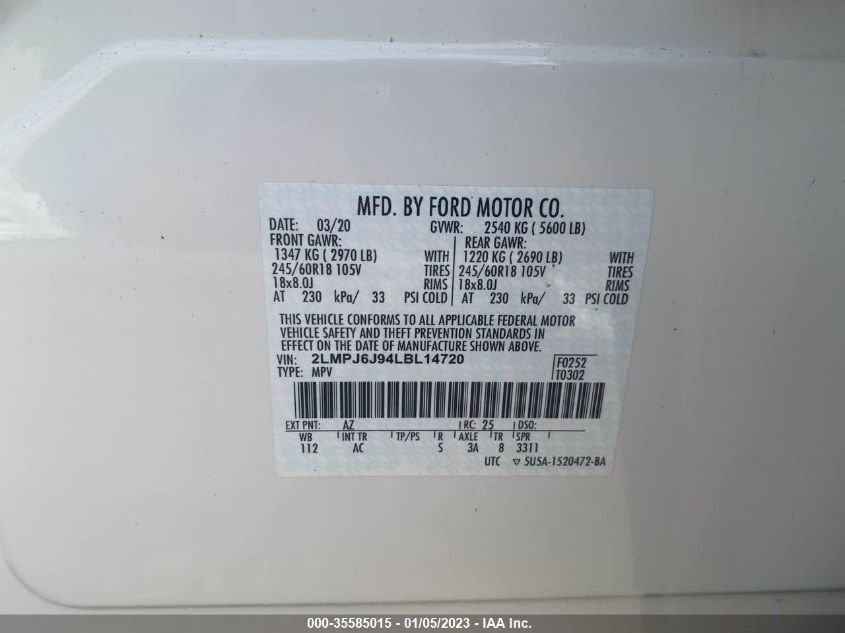 MFD. BY FORD MOTOR CO.
DATE: 03/20 GVWR: 2540 KG ( 5600 LB)
FRONT GAWR: REAR GAWR:
1347 KG ( 2970 LB) WITH 1220 KG ( 2690 LB) WITH
245/60R18 105V TIRES 245/60R18 105V TIRES
18x8.0J RIMS 18x8.0J RIMS
AT 230 kPa/ 33 PSI COLD AT 230 kPa/ 33 PSI COLD
THIS VEHICLE CONFORMS TO ALL APPLICABLE FEDERAL MOTOR
VEHICLE SAFETY AND THEFT PREVENTION STANDARDS IN
EFFECT ON THE DATE OF MANUFACTURE SHOWN ABOVE.
VIN: 2LMPJ6J94LBL14720 F0252
TYPE: MPV T0302
EXT PNT: AZ RC: 25 DSO:
WB INT TR TP/PS R AXLE TR SPR
112 AC S 3A 8 3311
UTC ▽ 5U5A-1520472-BA
000-35585015 - 01/05/2023 - IAA Inc.